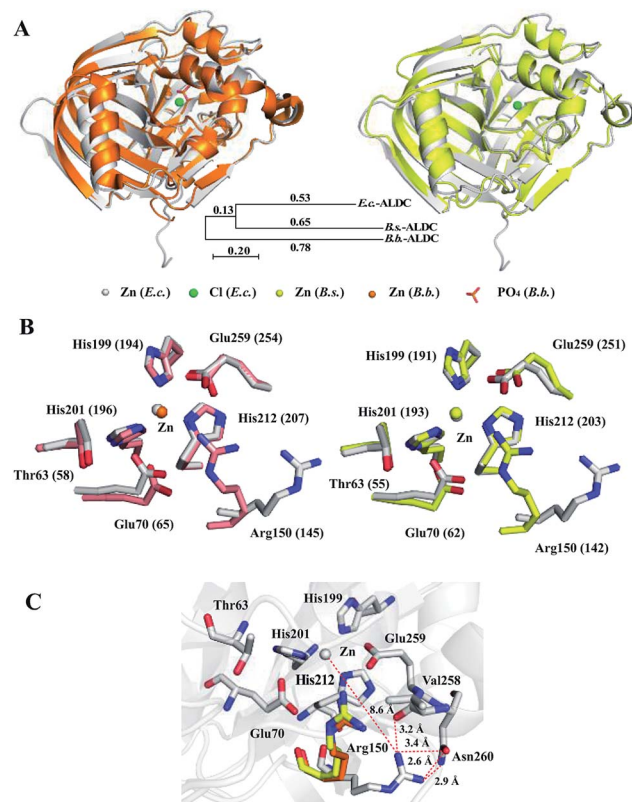 A
0.53
E.c.-ALDC
0.13
0.65
B.s.-ALDC
B.b.-ALDC
0.20
0.78
Zn (E.c.) Cl (E.c.) Zn (B.s.) Zn (B.b.) PO₄ (B.b.)
B
His199 (194) Glu259 (254)
His201 (196)
Zn
His212 (207)
Thr63 (58)
Glu70 (65)
Arg150 (145)
His199 (191) Glu259 (251)
His201 (193)
Zn
His212 (203)
Thr63 (55)
Glu70 (62)
Arg150 (142)
C
His199
Thr63
His201
Zn
Glu259
His212
Val258
8.6 Å
3.2 Å
Glu70
Arg150
3.4 Å
Asn260
2.6 Å
2.9 Å